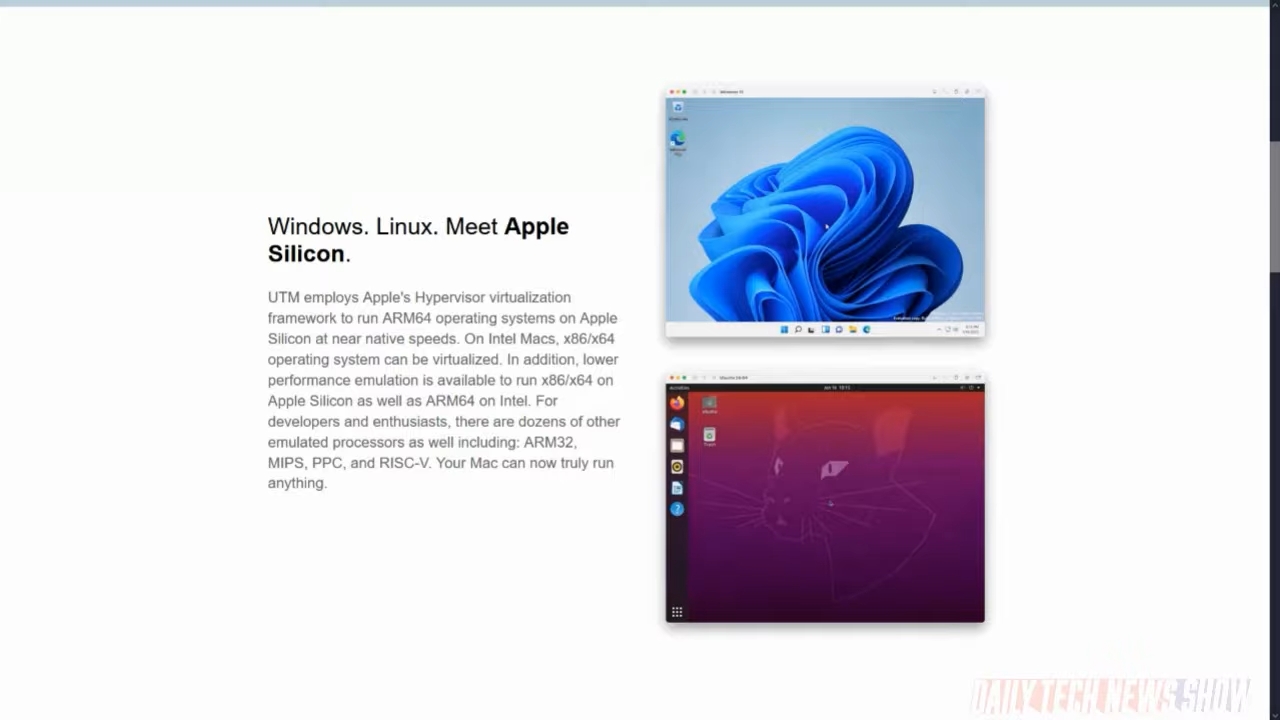 Windows. Linux. Meet Apple
Silicon.
UTM employs Apple's Hypervisor virtualization
framework to run ARM64 operating systems on Apple
Silicon at near native speeds. On Intel Macs, x86/x64
operating system can be virtualized. In addition, lower
performance emulation is available to run x86/x64 on
Apple Silicon as well as ARM64 on Intel. For
developers and enthusiasts, there are dozens of other
emulated processors as well including: ARM32,
MIPS, PPC, and RISC-V. Your Mac can now truly run
anything.
DAILY TECH NEWS SHOW